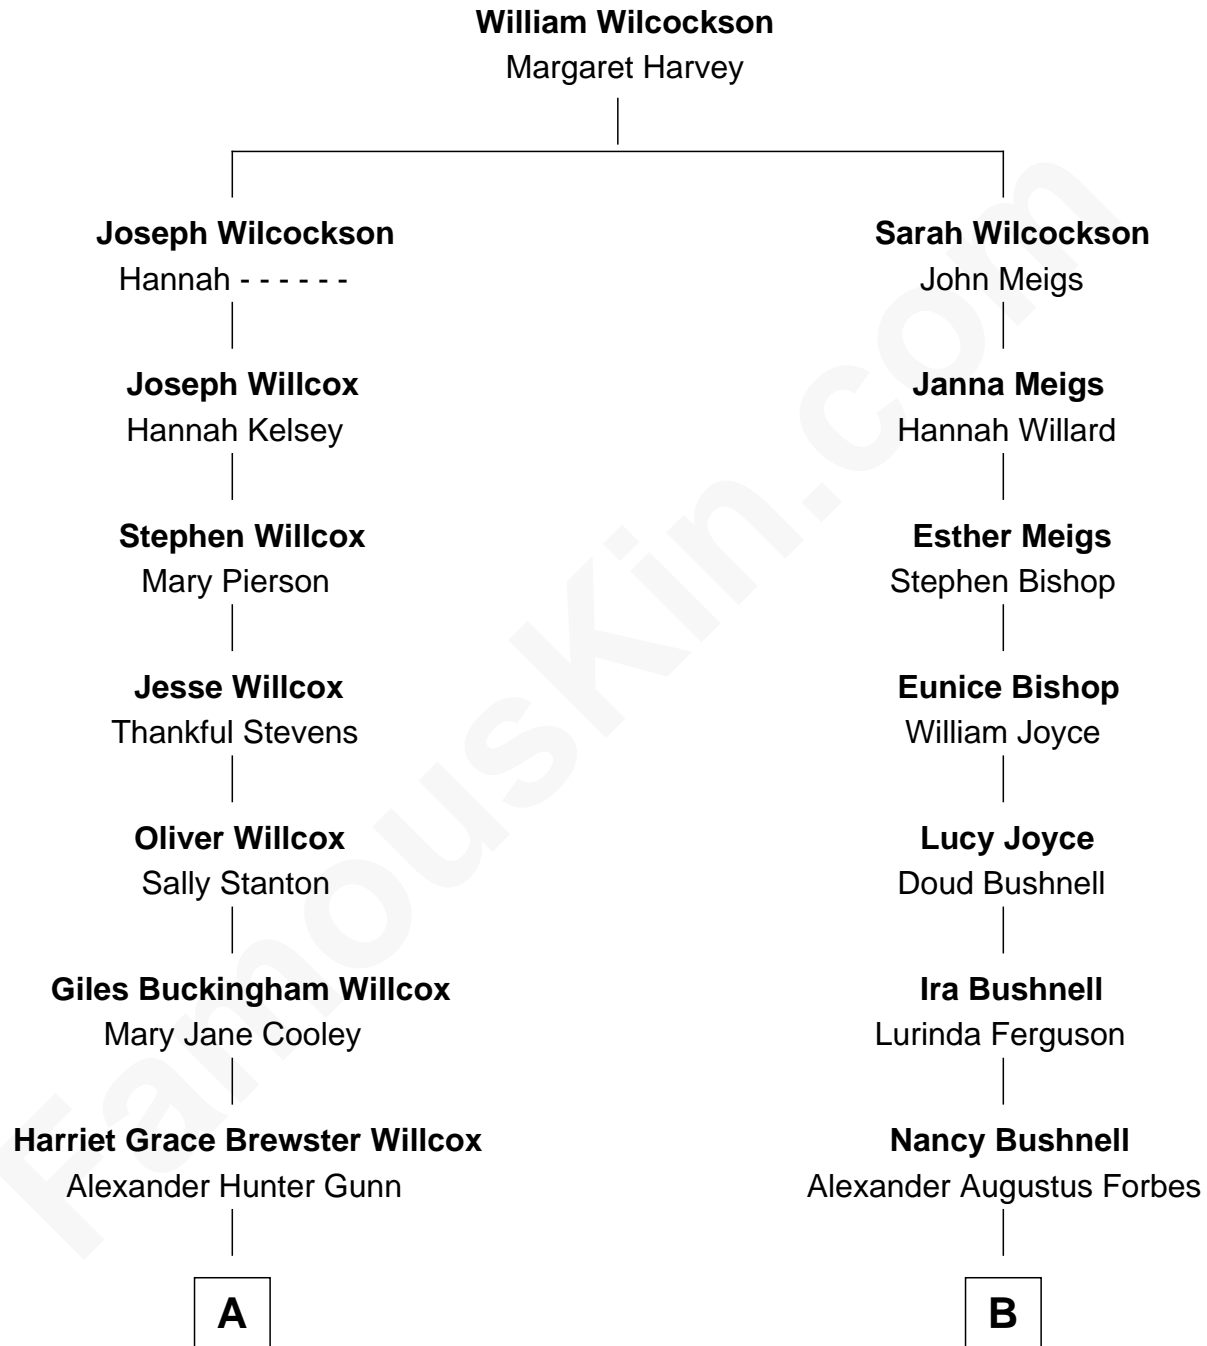 William Wilcockson
Margaret Harvey
Joseph Wilcockson
Hannah - - - - - -
Sarah Wilcockson
John Meigs
Joseph Willcox
Hannah Kelsey
Janna Meigs
Hannah Willard
Stephen Willcox
Mary Pierson
Esther Meigs
Stephen Bishop
Jesse Willcox
Thankful Stevens
Eunice Bishop
William Joyce
Oliver Willcox
Sally Stanton
Lucy Joyce
Doud Bushnell
Giles Buckingham Willcox
Mary Jane Cooley
Ira Bushnell
Lurinda Ferguson
Harriet Grace Brewster Willcox
Alexander Hunter Gunn
Nancy Bushnell
Alexander Augustus Forbes
A
B
FamousKin.com